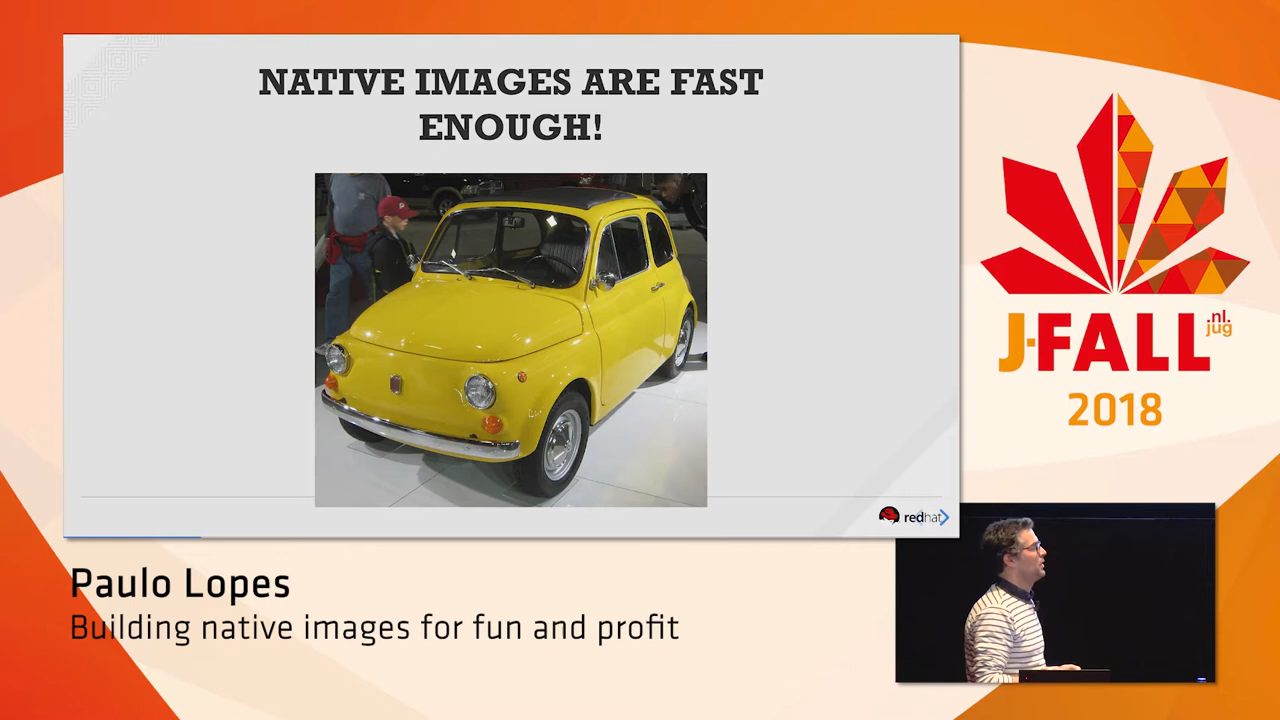 NATIVE IMAGES ARE FAST
ENOUGH!
redhat
J-FALL
nl.
jug
2018
Paulo Lopes
Building native images for fun and profit